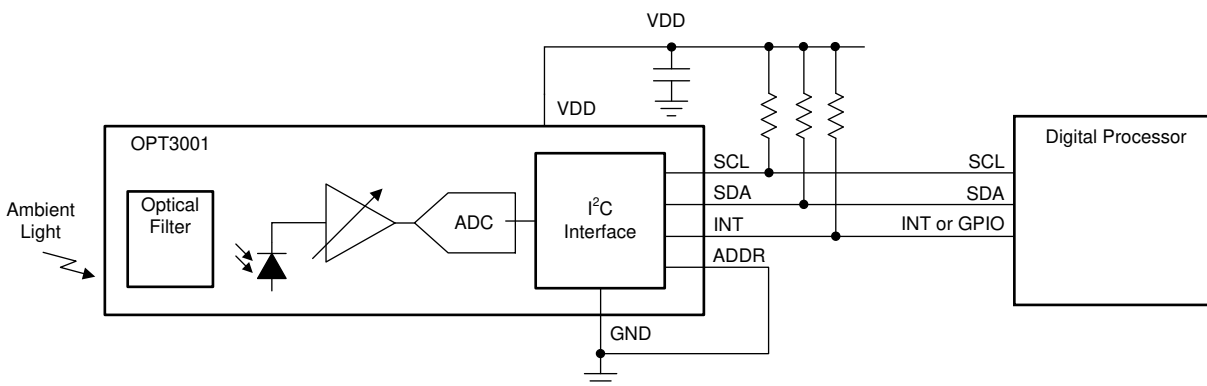 VDD
VDD
OPT3001
Digital Processor
Ambient
Light
Optical
Filter
ADC
I²C
Interface
SCL
SDA
INT
ADDR
SCL
SDA
INT or GPIO
GND